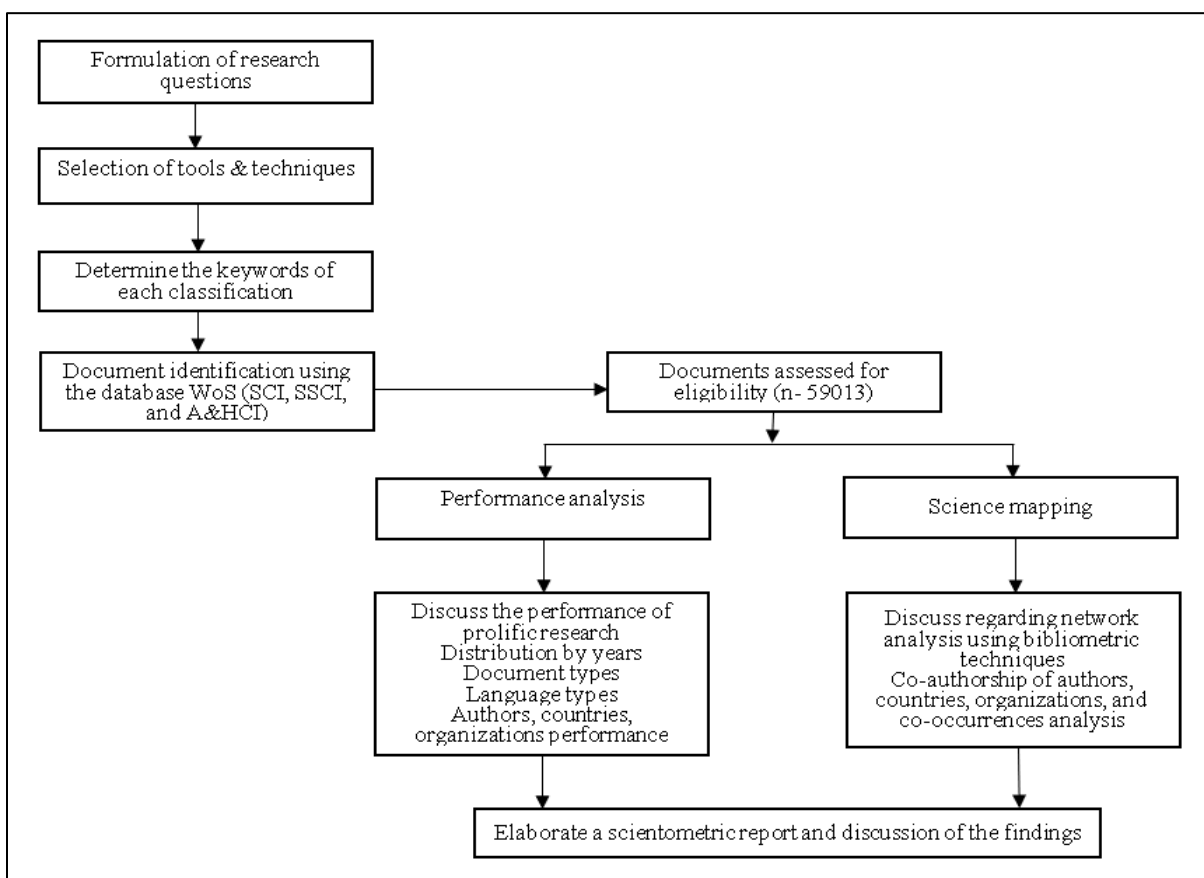 Formulation of research
questions
Selection of tools & techniques
Determine the keywords of
each classification
Document identification using
the database WoS (SCI, SSCI,
and A&HCI)
Documents assessed for
eligibility (n- 59013)
Performance analysis
Science mapping
Discuss the performance of
prolific research
Distribution by years
Document types
Language types
Authors, countries,
organizations performance
Discuss regarding network
analysis using bibliometric
techniques
Co-authorship of authors,
countries, organizations, and
co-occurrences analysis
Elaborate a scientometric report and discussion of the findings